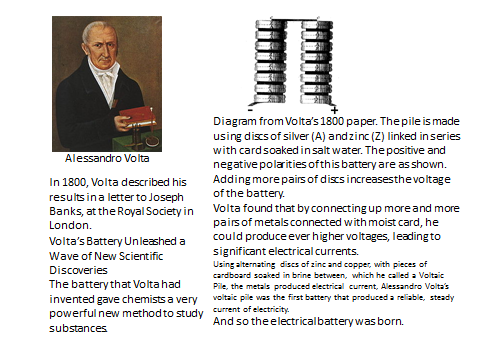 Alessandro Volta
In 1800, Volta described his
results in a letter to Joseph
Banks, at the Royal Society in
London.
Volta's Battery Unleashed a
Wave of New Scientific
Discoveries
The battery that Volta had
invented gave chemists a very
powerful new method to study
substances.
- +
Diagram from Volta's 1800 paper. The pile is made
using discs of silver (A) and zinc (Z) linked in series
with card soaked in salt water. The positive and
negative polarities of this battery are as shown.
Adding more pairs of discs increases the voltage
of the battery.
Volta found that by connecting up more and more
pairs of metals connected with moist card, he
could produce ever higher voltages, leading to
significant electrical currents.
Using alternating discs of zinc and copper, with pieces of
cardboard soaked in brine between, which he called a Voltaic
Pile, the metals produced electrical current, Alessandro Volta's
voltaic pile was the first battery that produced a reliable, steady
current of electricity.
And so the electrical battery was born.